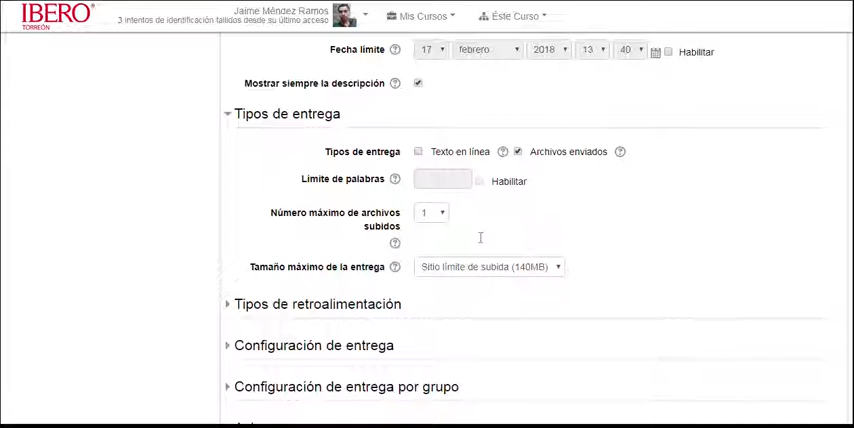 IBERO
TORREÓN
Jaime Méndez Ramos
3 intentos de identificación fallidos desde su último acceso
Mis Cursos
Éste Curso
Fecha límite 17 febrero 2018 13 40 Habilitar
Mostrar siempre la descripción
Tipos de entrega
Tipos de entrega Texto en línea Archivos enviados
Límite de palabras Habilitar
Número máximo de archivos 1
subidos
Tamaño máximo de la entrega Sitio límite de subida (140MB)
Tipos de retroalimentación
Configuración de entrega
Configuración de entrega por grupo